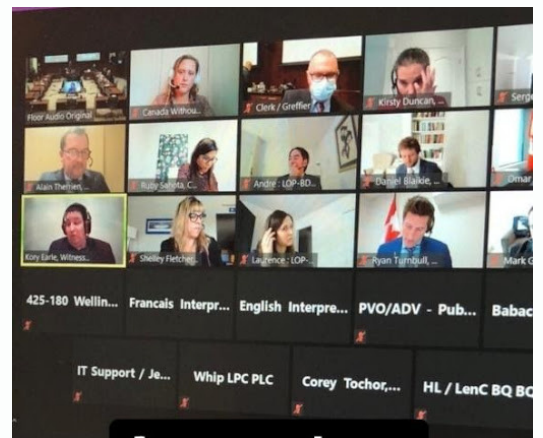 Floor Audio Original
Canada Withou...
Clerk / Greffier
Kirsty Duncan, ...
Serge
Alain Therrien, ...
Ruby Sahota, C...
Andre : LOP-BD...
Daniel Blaikie, ...
Omar
Kory Earle, Witness...
Shelley Fletcher...
Laurence : LOP-...
Ryan Turnbull, ...
Mark G
425-180 Wellin...
Francais Interpr...
English Interpre...
PVO/ADV - Pub...
Babac
IT Support / Je...
Whip LPC PLC
Corey Tochor,...
HL / LenC BQ BQ